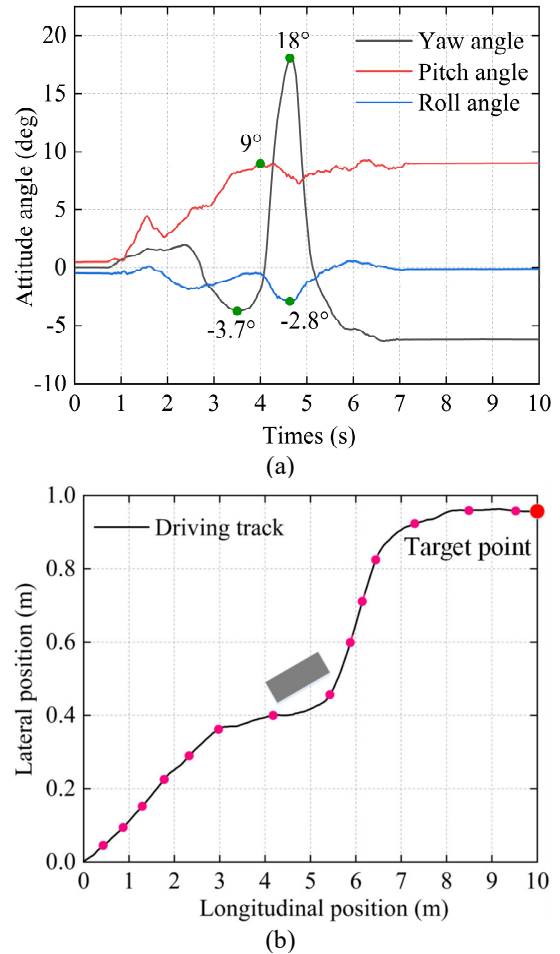 20
15
10
5
0
-5
-10
Attitude angle (deg)
Yaw angle
Pitch angle
Roll angle
18°
9°
-3.7°
-2.8°
0 1 2 3 4 5 6 7 8 9 10
Times (s)
(a)
1.0
0.8
0.6
0.4
0.2
0.0
Lateral position (m)
Driving track
Target point
0 1 2 3 4 5 6 7 8 9 10
Longitudinal position (m)
(b)